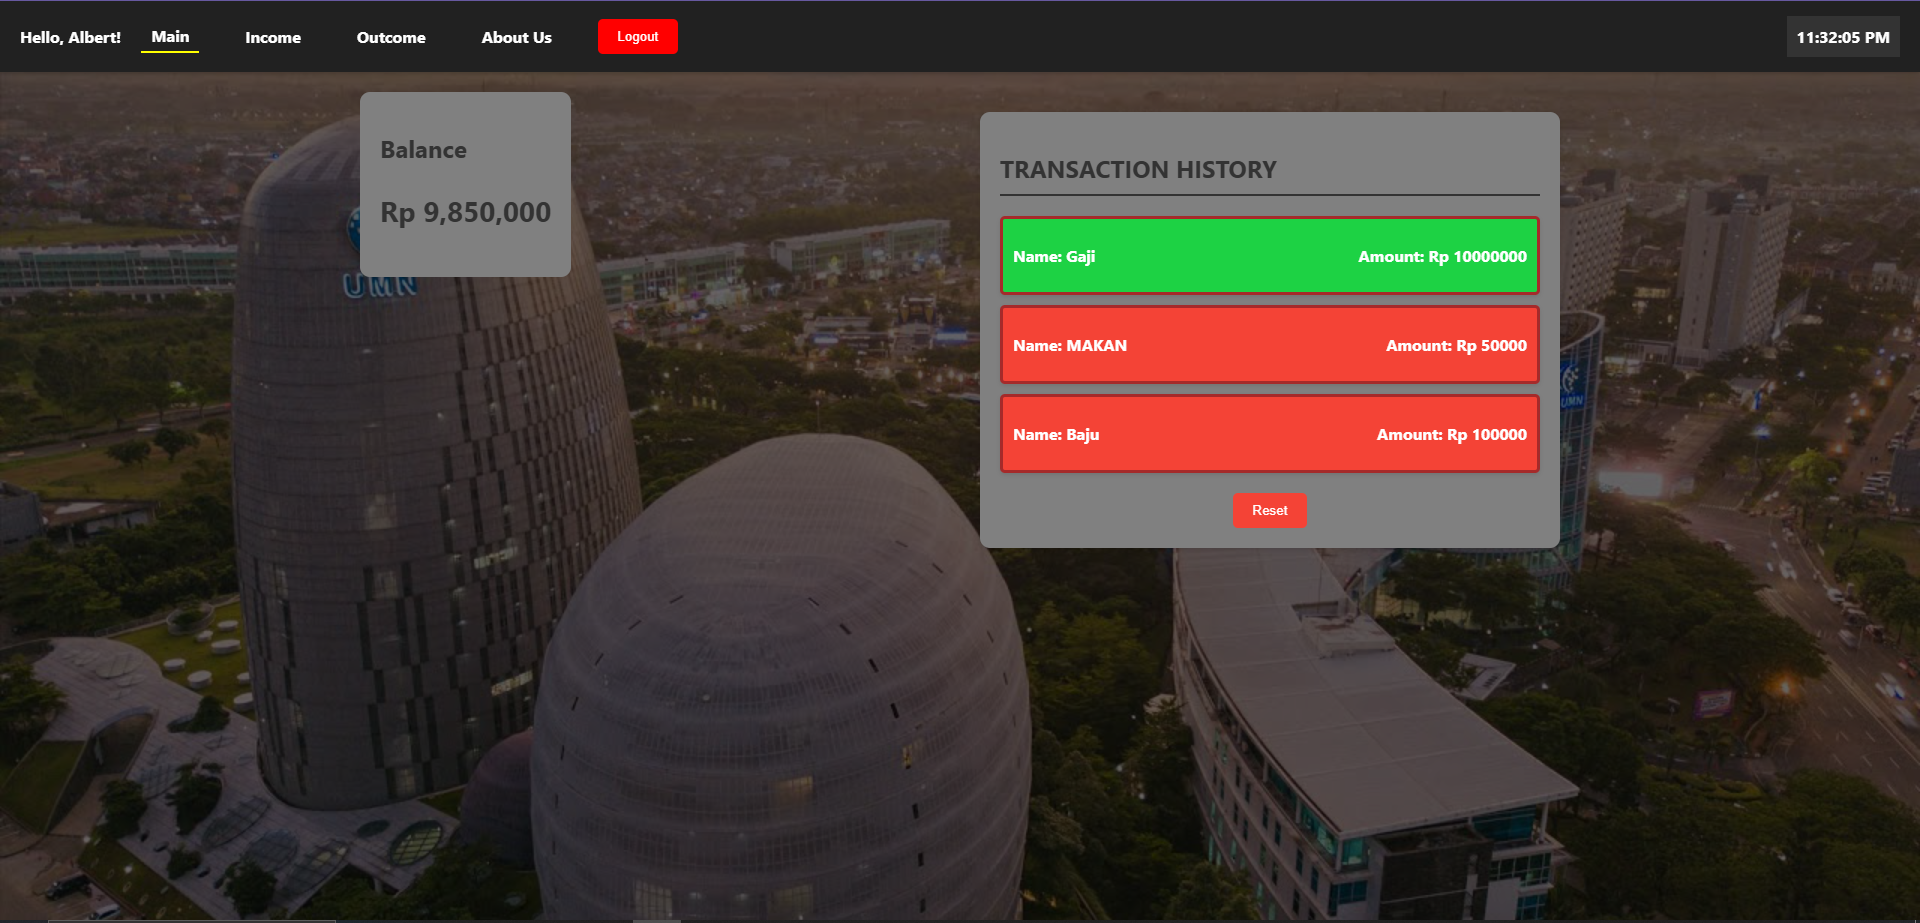 Hello, Albert! Main Income Outcome About Us Logout 11:32:05 PM
Balance
Rp 9,850,000
UMN
TRANSACTION HISTORY
Name: Gaji Amount: Rp 10000000
Name: MAKAN Amount: Rp 50000
Name: Baju Amount: Rp 100000
Reset
UMN